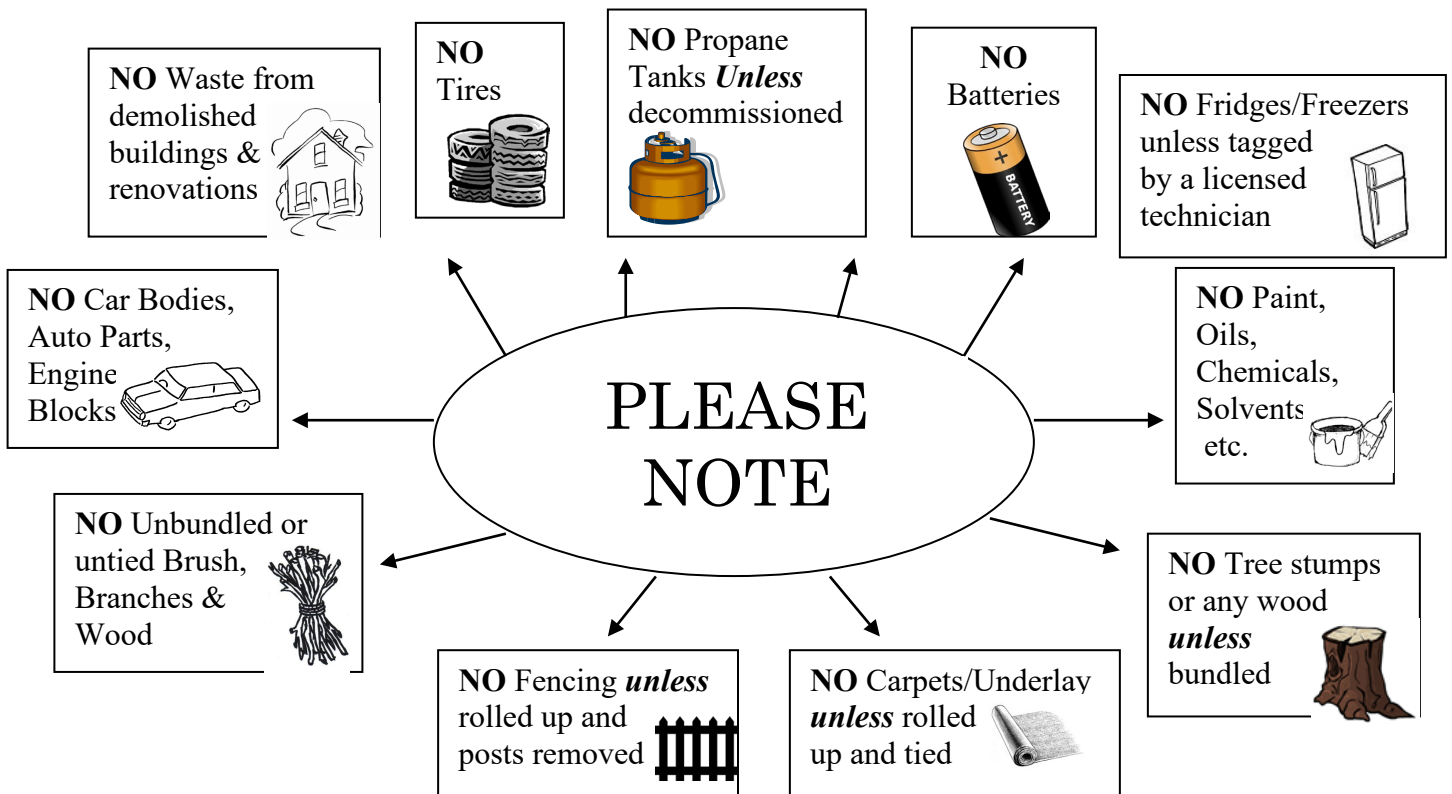 NO Waste from
demolished
buildings &
renovations
NO
Tires
NO Propane
Tanks Unless
decommissioned
NO
Batteries
+
BATTERY
NO Fridges/Freezers
unless tagged
by a licensed
technician
NO Car Bodies,
Auto Parts,
Engine
Blocks
PLEASE
NOTE
NO Paint,
Oils,
Chemicals,
Solvents
etc.
NO Unbundled or
untied Brush,
Branches &
Wood
NO Fencing unless
rolled up and
posts removed
NO Carpets/Underlay
unless rolled
up and tied
NO Tree stumps
or any wood
unless
bundled